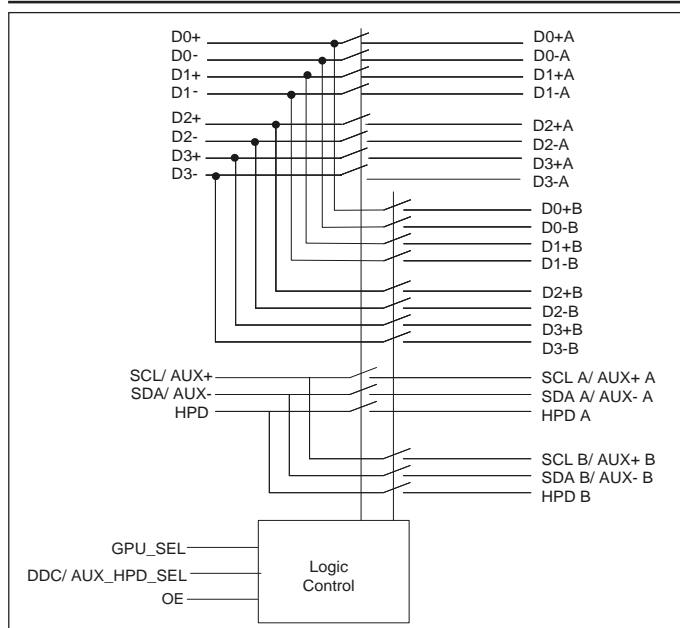 D0+ D0+A
D0- D0-A
D1+ D1+A
D1- D1-A
D2+ D2+A
D2- D2-A
D3+ D3+A
D3- D3-A
D0+B
D0-B
D1+B
D1-B
D2+B
D2-B
D3+B
D3-B
SCL/ AUX+ SCL A/ AUX+ A
SDA/ AUX- SDA A/ AUX- A
HPD HPD A
SCL B/ AUX+ B
SDA B/ AUX- B
HPD B
GPU_SEL
DDC/ AUX_HPD_SEL
OE
Logic
Control